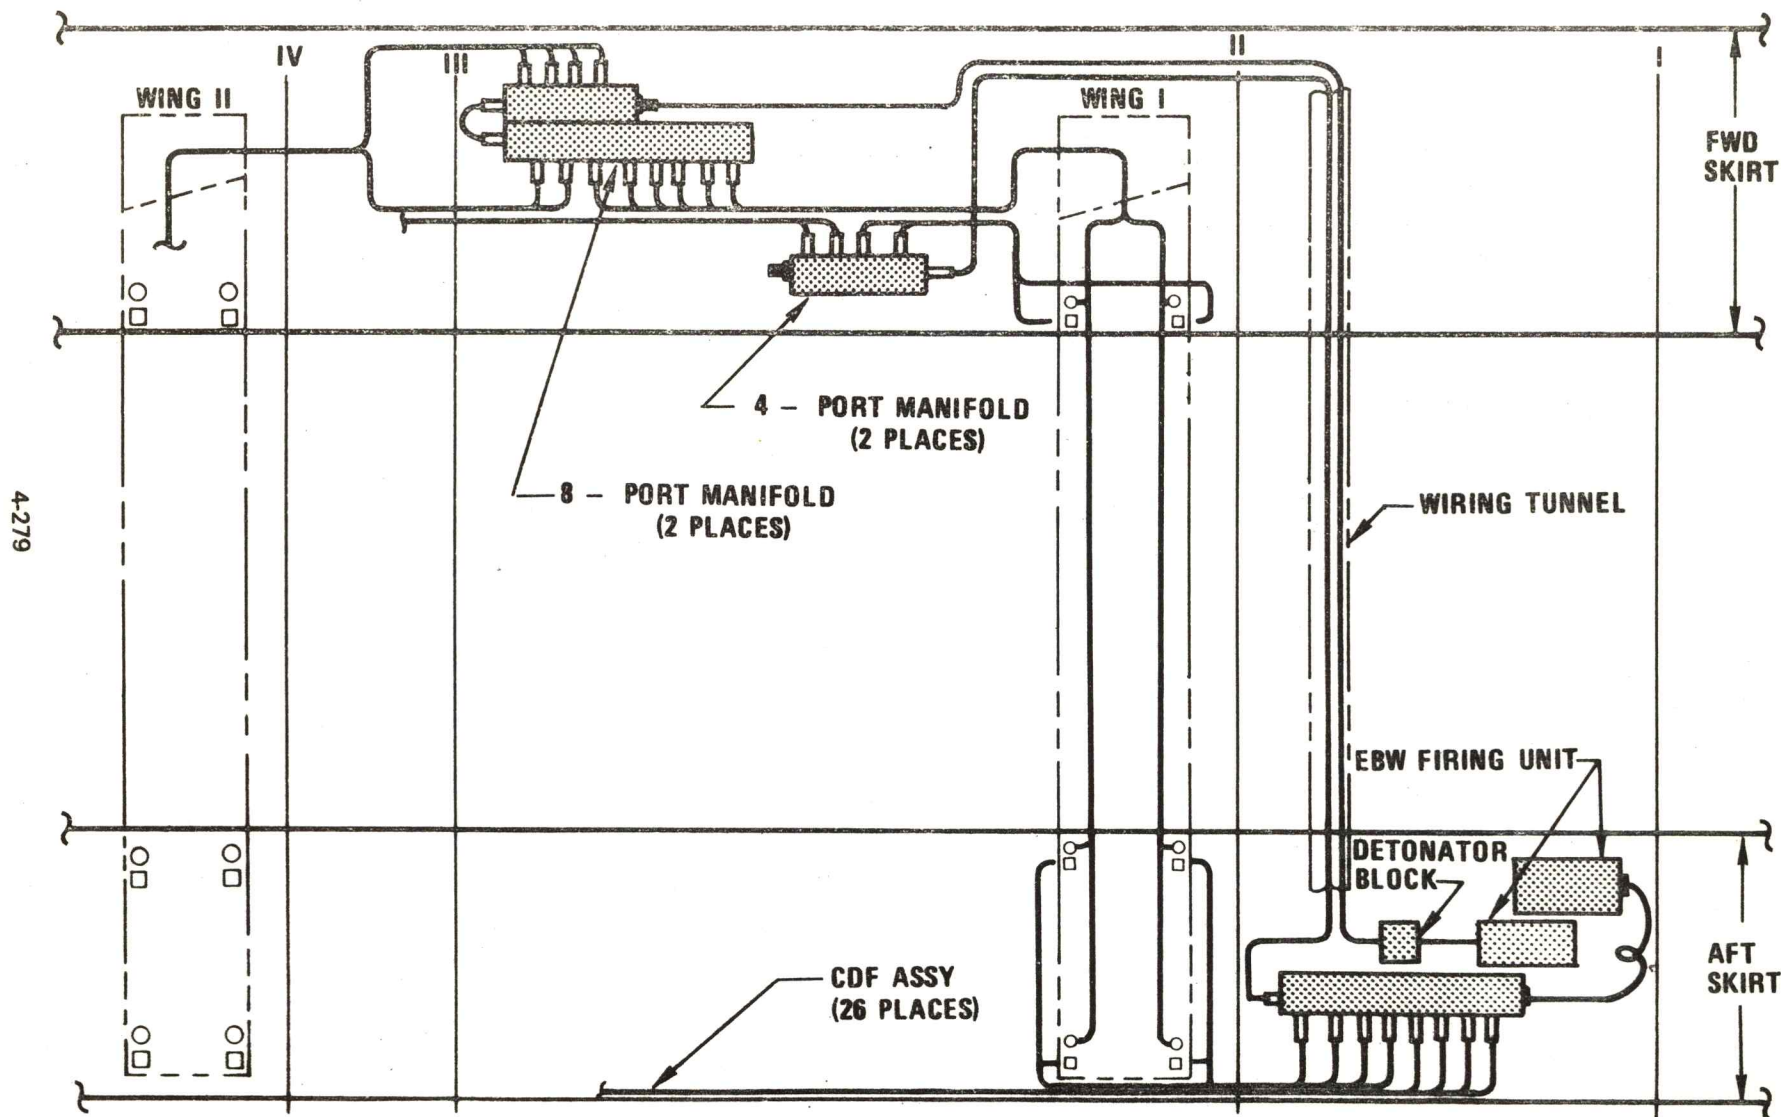 IV
III
II
I
WING II
WING I
FWD
SKIRT
4 - PORT MANIFOLD
(2 PLACES)
8 - PORT MANIFOLD
(2 PLACES)
WIRING TUNNEL
4-279
EBW FIRING UNIT
DETONATOR
BLOCK
CDF ASSY
(26 PLACES)
AFT
SKIRT